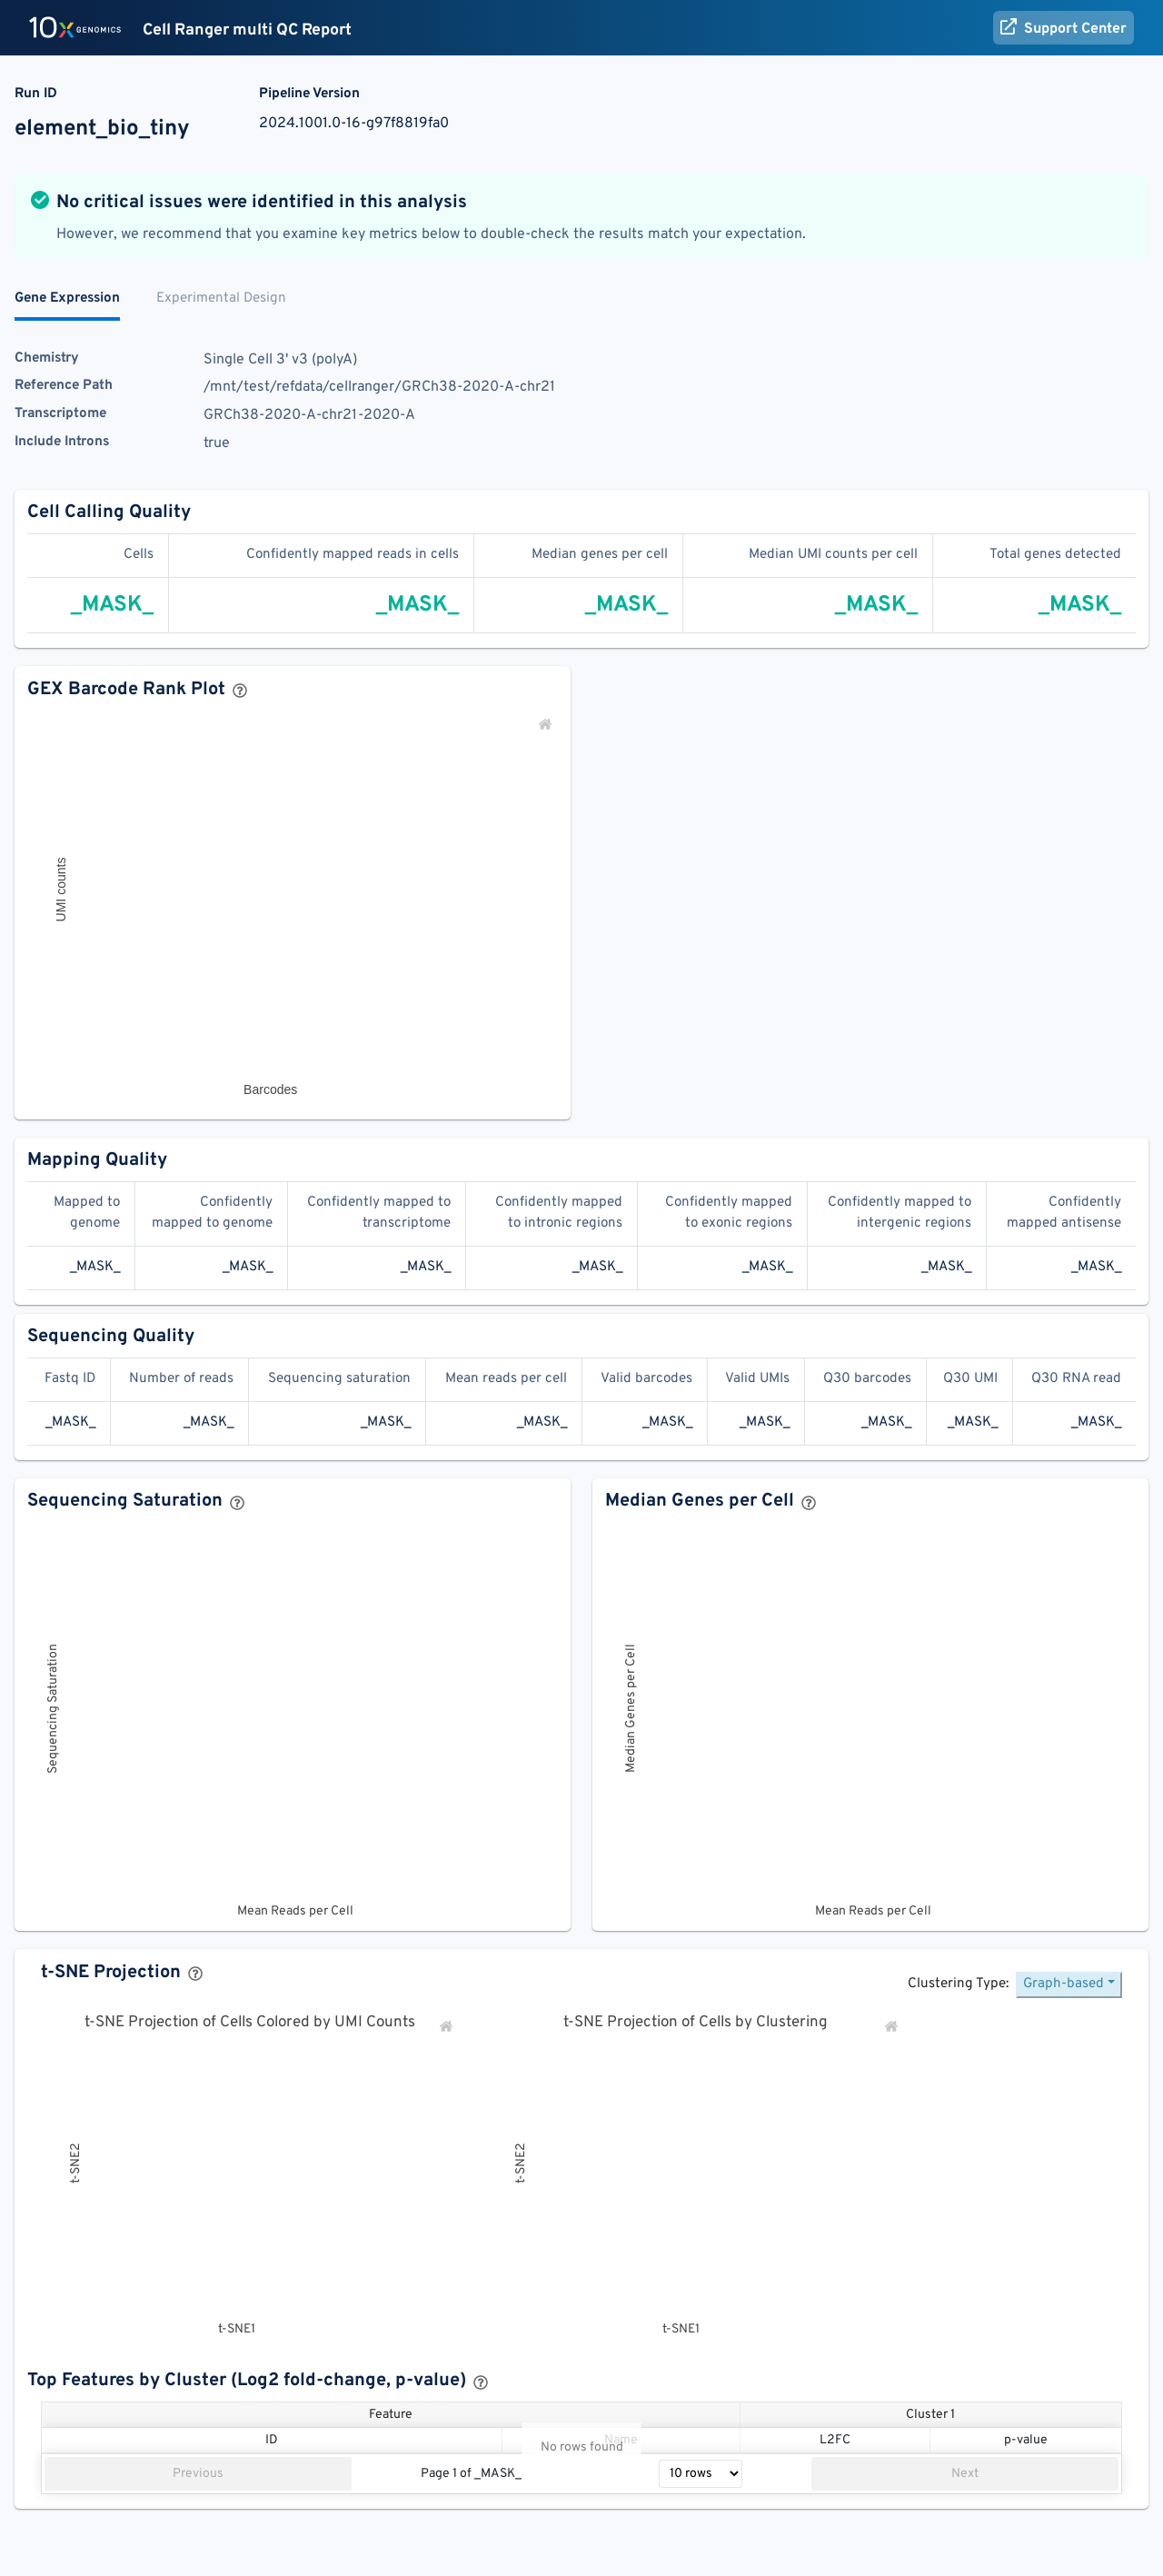 10x GENOMICS Cell Ranger multi QC Report Support Center
Run ID Pipeline Version
element_bio_tiny 2024.1001.0-16-g97f8819fa0
No critical issues were identified in this analysis
However, we recommend that you examine key metrics below to double-check the results match your expectation.
Gene Expression Experimental Design
Chemistry Single Cell 3' v3 (polyA)
Reference Path /mnt/test/refdata/cellranger/GRCh38-2020-A-chr21
Transcriptome GRCh38-2020-A-chr21-2020-A
Include Introns true
Cell Calling Quality
Cells Confidently mapped reads in cells Median genes per cell Median UMI counts per cell Total genes detected
_MASK_ _MASK_ _MASK_ _MASK_ _MASK_
GEX Barcode Rank Plot ?
UMI counts
Barcodes
Mapping Quality
Mapped to genome Confidently mapped to genome Confidently mapped to transcriptome Confidently mapped to intronic regions Confidently mapped to exonic regions Confidently mapped to intergenic regions Confidently mapped antisense
_MASK_ _MASK_ _MASK_ _MASK_ _MASK_ _MASK_ _MASK_
Sequencing Quality
Fastq ID Number of reads Sequencing saturation Mean reads per cell Valid barcodes Valid UMIs Q30 barcodes Q30 UMI Q30 RNA read
_MASK_ _MASK_ _MASK_ _MASK_ _MASK_ _MASK_ _MASK_ _MASK_ _MASK_
Sequencing Saturation ?
Sequencing Saturation
Mean Reads per Cell
Median Genes per Cell ?
Median Genes per Cell
Mean Reads per Cell
t-SNE Projection ?
Clustering Type: Graph-based
t-SNE Projection of Cells Colored by UMI Counts
t-SNE2
t-SNE1
t-SNE Projection of Cells by Clustering
t-SNE2
t-SNE1
Top Features by Cluster (Log2 fold-change, p-value) ?
Feature Cluster 1
ID Name L2FC p-value
No rows found
Previous Page 1 of _MASK_ 10 rows Next